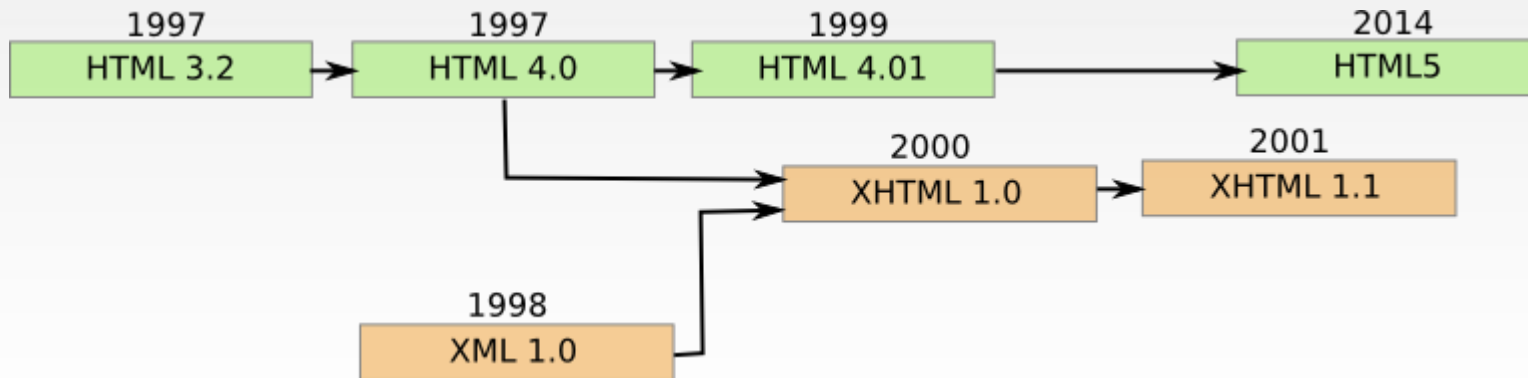 1997
HTML 3.2
1997
HTML 4.0
1999
HTML 4.01
2014
HTML5
2000
XHTML 1.0
2001
XHTML 1.1
1998
XML 1.0